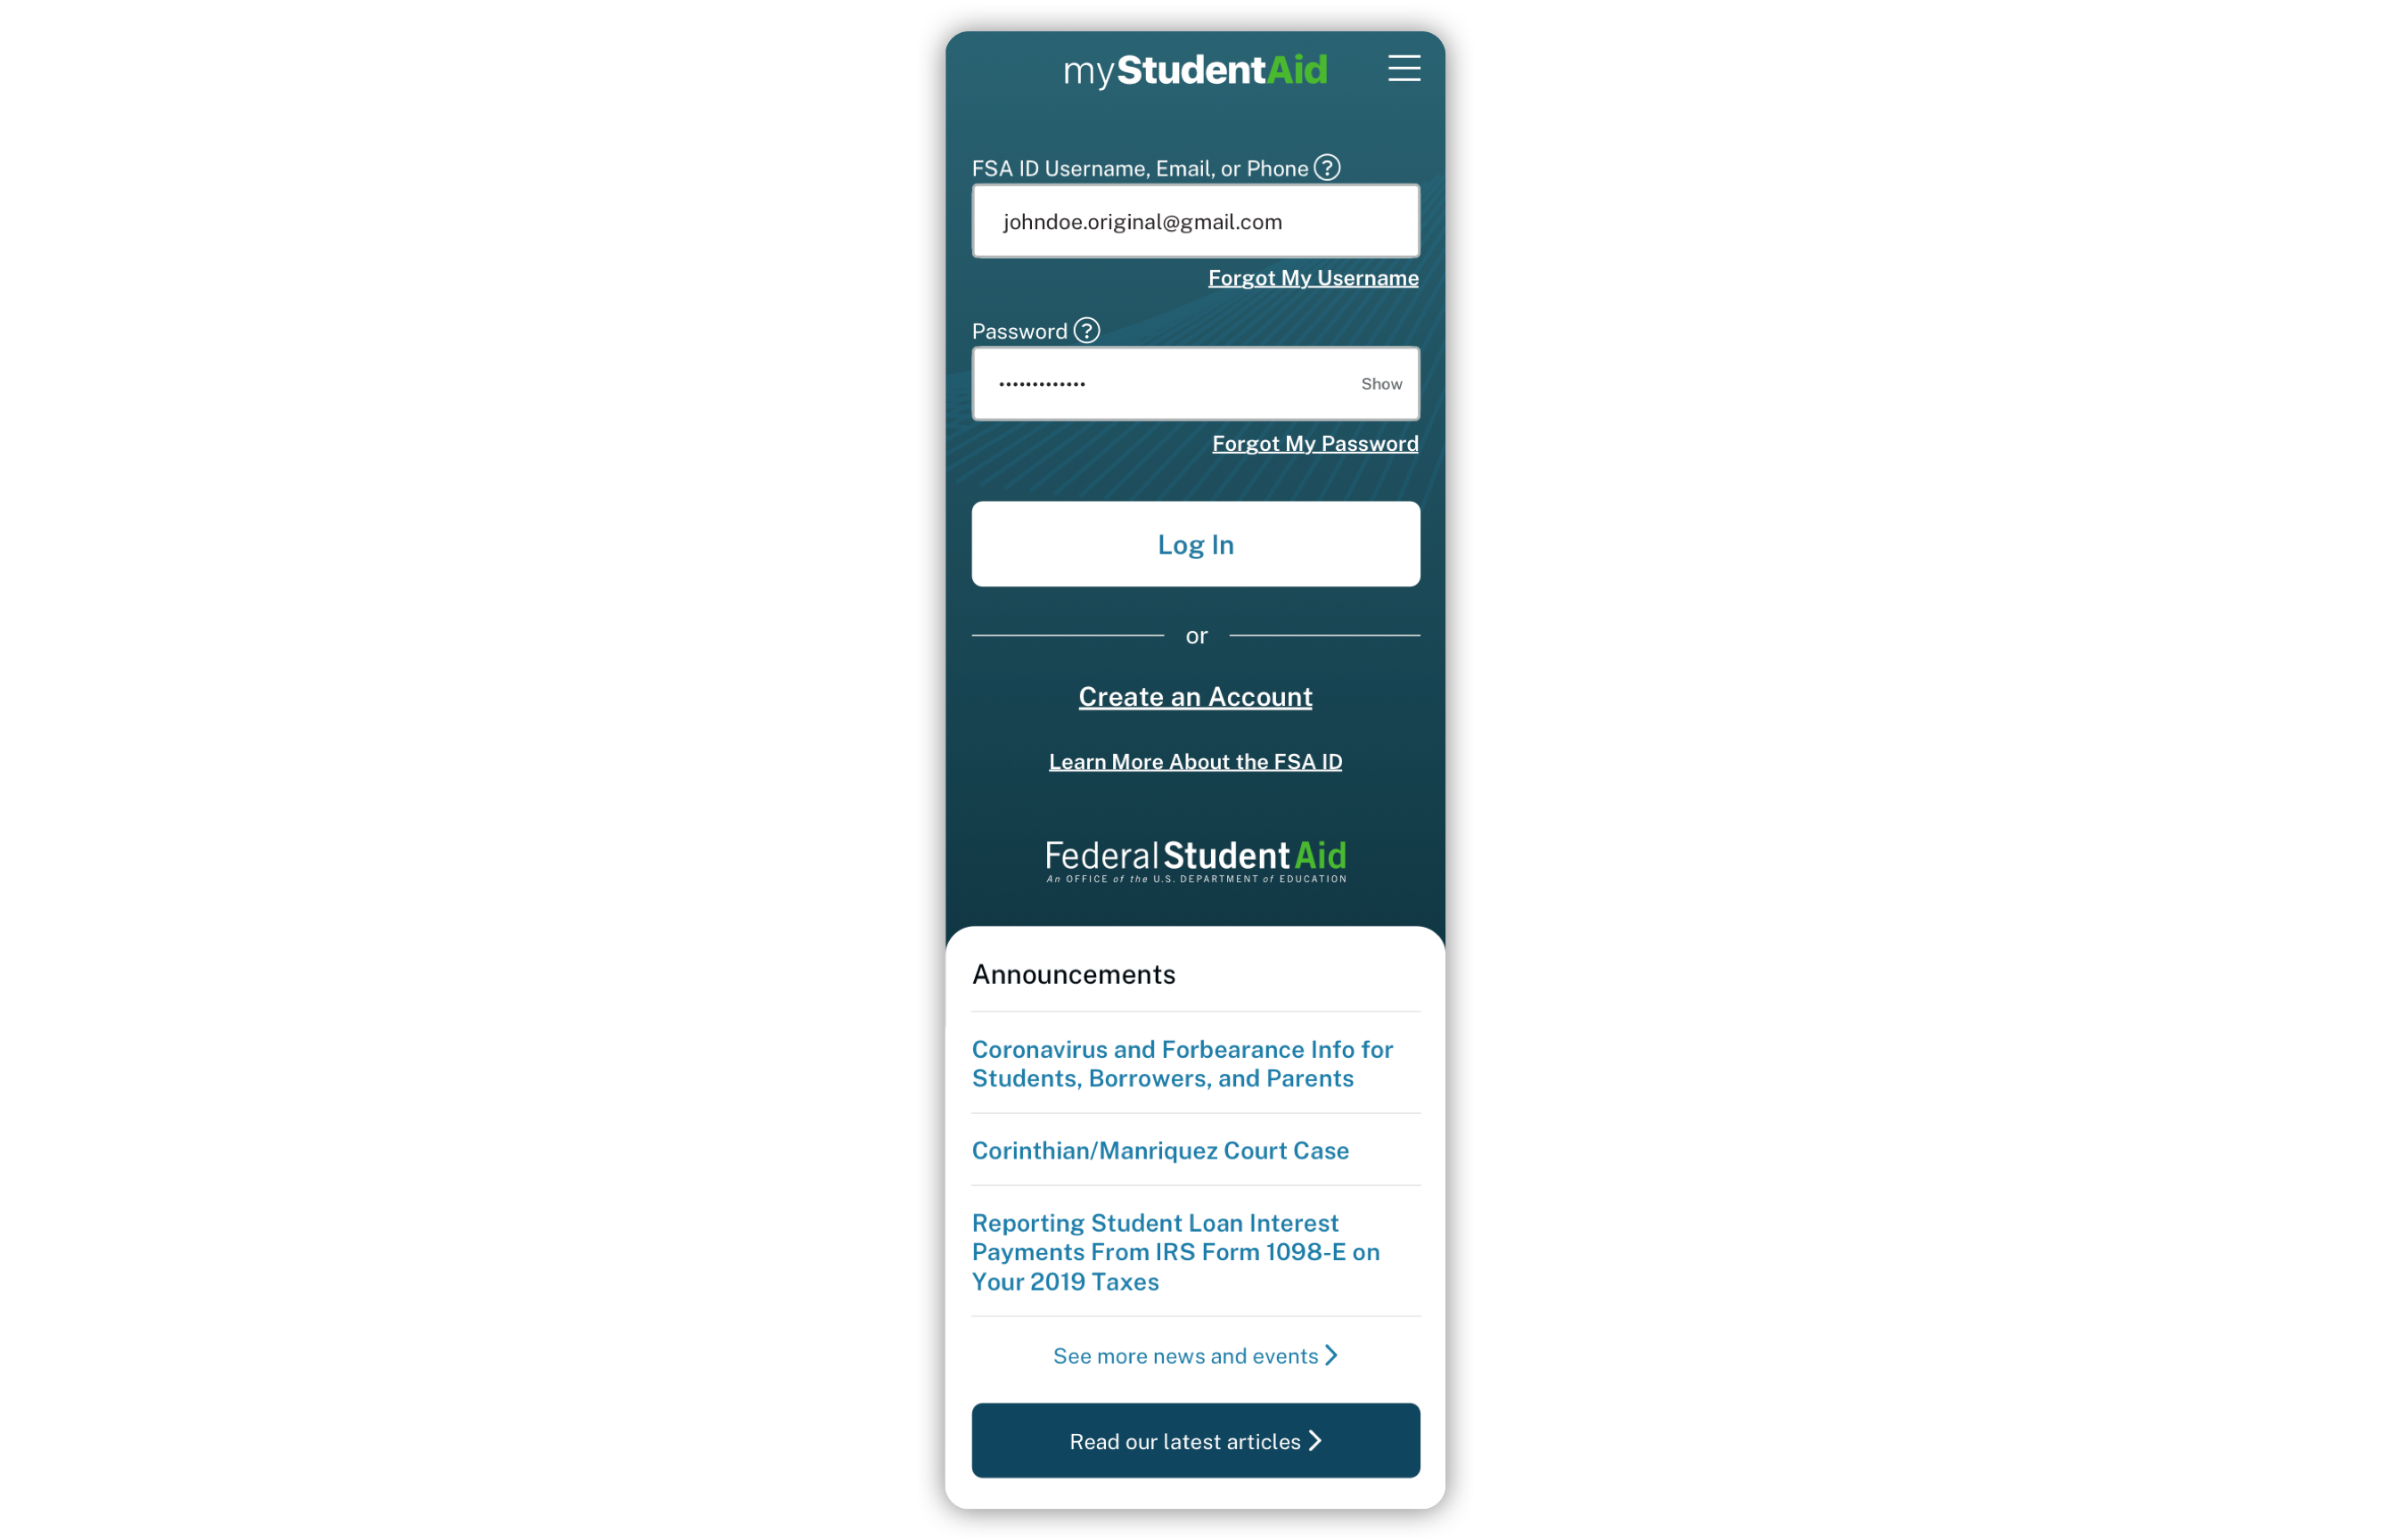 myStudentAid
FSA ID Username, Email, or Phone ?
johndoe.original@gmail.com
Forgot My Username
Password ?
•••••••••••••
Show
Forgot My Password
Log In
or
Create an Account
Learn More About the FSA ID
Federal Student Aid
An OFFICE of the U.S. DEPARTMENT of EDUCATION
Announcements
Coronavirus and Forbearance Info for
Students, Borrowers, and Parents
Corinthian/Manriquez Court Case
Reporting Student Loan Interest
Payments From IRS Form 1098-E on
Your 2019 Taxes
See more news and events
Read our latest articles